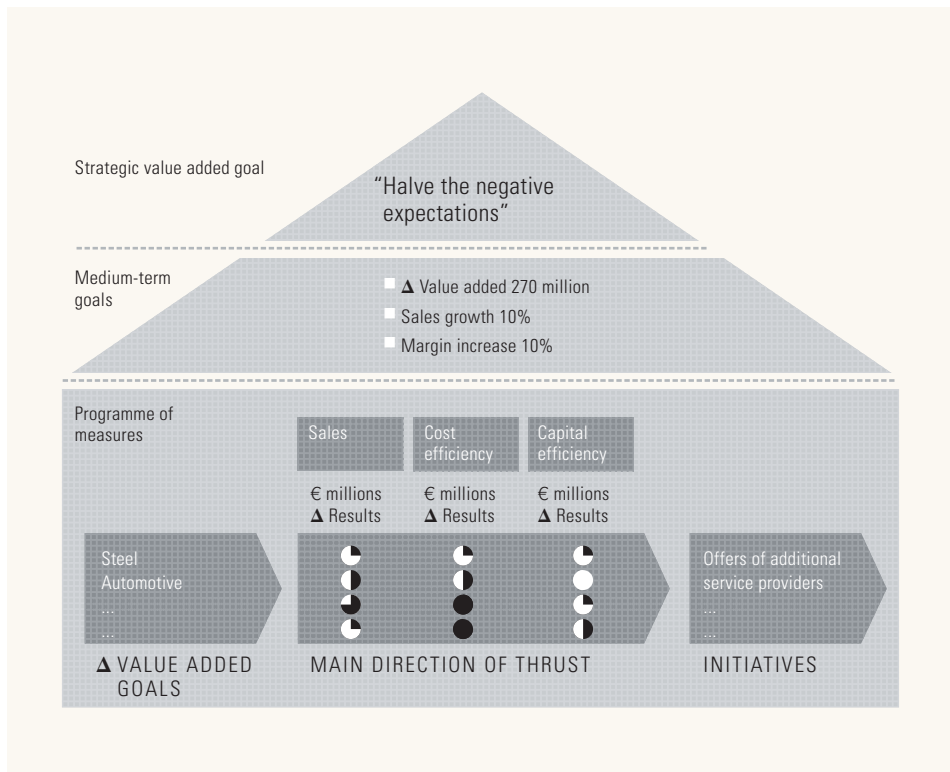 Strategic value added goal
“Halve the negative
expectations”
Medium-term
goals
Δ Value added 270 million
Sales growth 10%
Margin increase 10%
Programme of
measures
Sales
Cost
efficiency
Capital
efficiency
€ millions
Δ Results
€ millions
Δ Results
€ millions
Δ Results
Steel
Automotive
...
...
Offers of additional
service providers
...
...
Δ VALUE ADDED
GOALS
MAIN DIRECTION OF THRUST
INITIATIVES